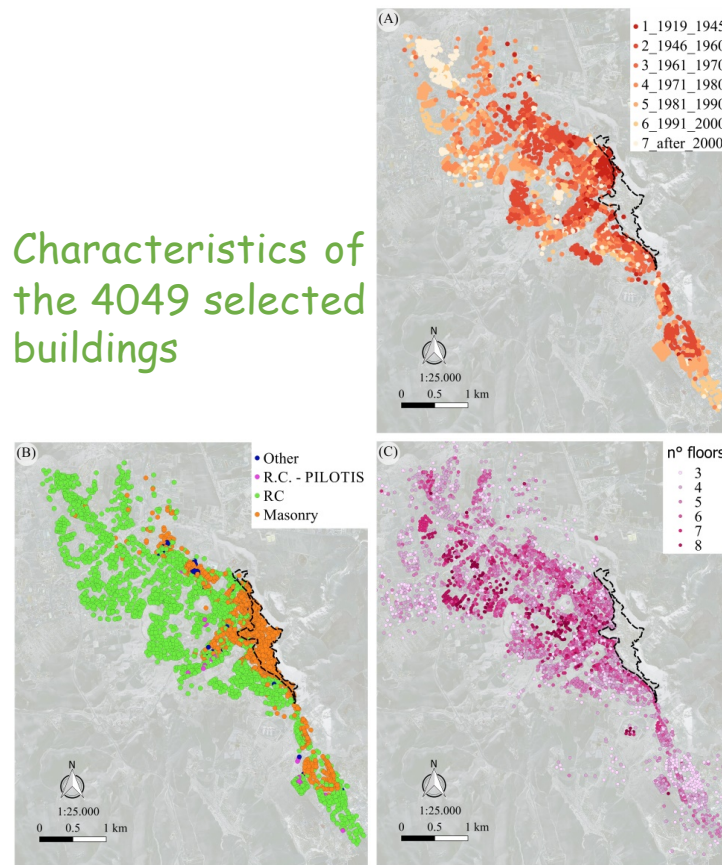 Characteristics of
the 4049 selected
buildings
(A)
1_1919_1945
2_1946_1960
3_1961_1970
4_1971_1980
5_1981_1990
6_1991_2000
7_after_2000
N
1:25.000
0 0.5 1 km
(B)
Other
R.C. - PILOTIS
RC
Masonry
N
1:25.000
0 0.5 1 km
(C)
n° floors
3
4
5
6
7
8
N
1:25.000
0 0.5 1 km